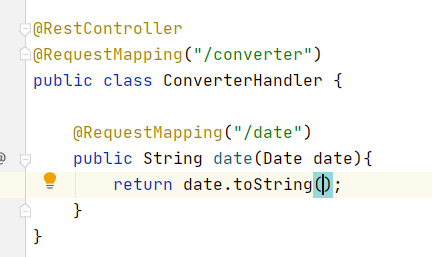 @RestController
@RequestMapping("/converter")
public class ConverterHandler {
@RequestMapping("/date")
public String date(Date date){
return date.toString();
}
}